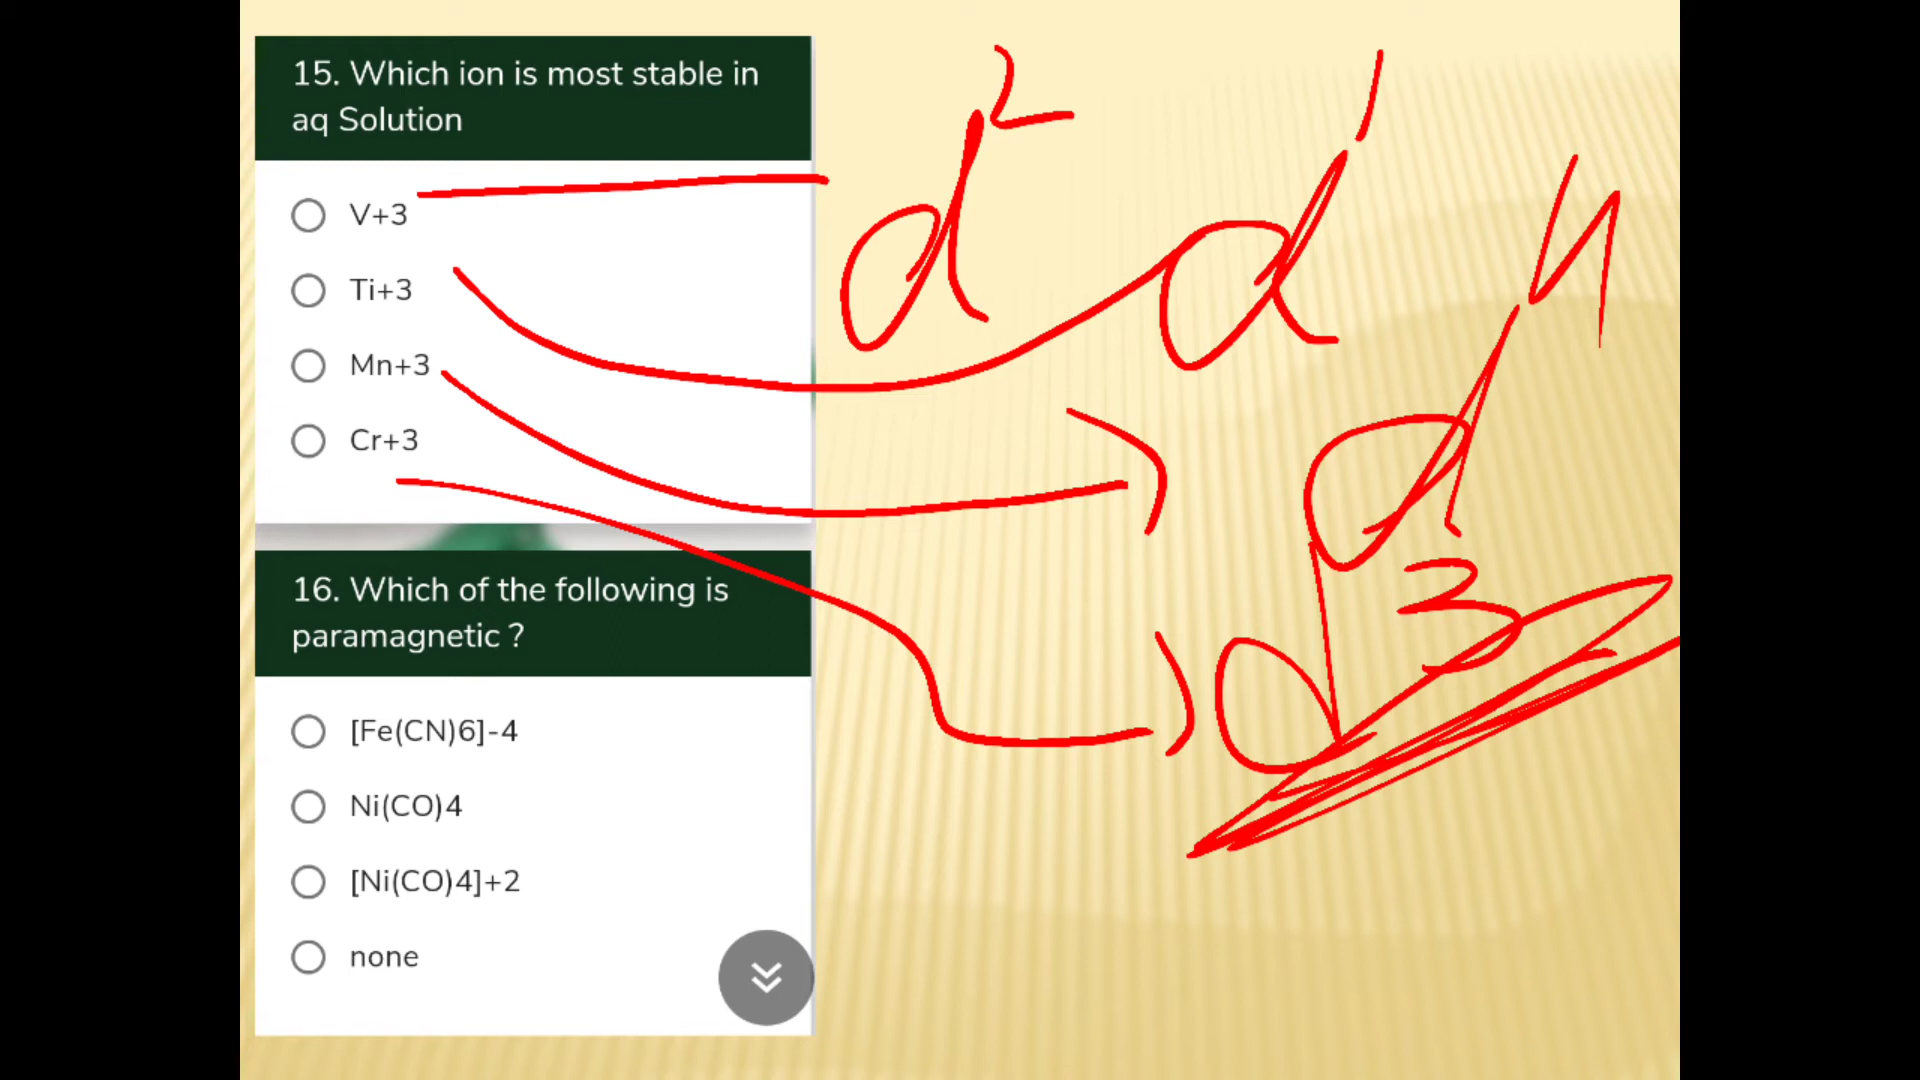 15. Which ion is most stable in
aq Solution
V+3
Ti+3
Mn+3
Cr+3
d²
d¹
d4
d3
16. Which of the following is
paramagnetic ?
[Fe(CN)6]-4
Ni(CO)4
[Ni(CO)4]+2
none